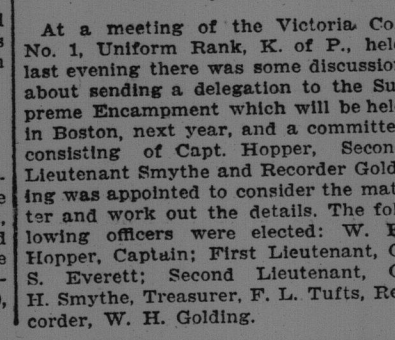 At a meeting of the Victoria Co
No. 1, Uniform Rank, K. of P., hel
last evening there was some discussio
about sending a delegation to the Su
preme Encampment which will be hel
in Boston, next year, and a committe
consisting of Capt. Hopper, Secon
Lieutenant Smythe and Recorder Gold
ing was appointed to consider the mat
ter and work out the details. The fol
lowing officers were elected: W.
Hopper, Captain; First Lieutenant,
S. Everett; Second Lieutenant,
H. Smythe, Treasurer, F. L. Tufts, Re
corder, W. H. Golding.